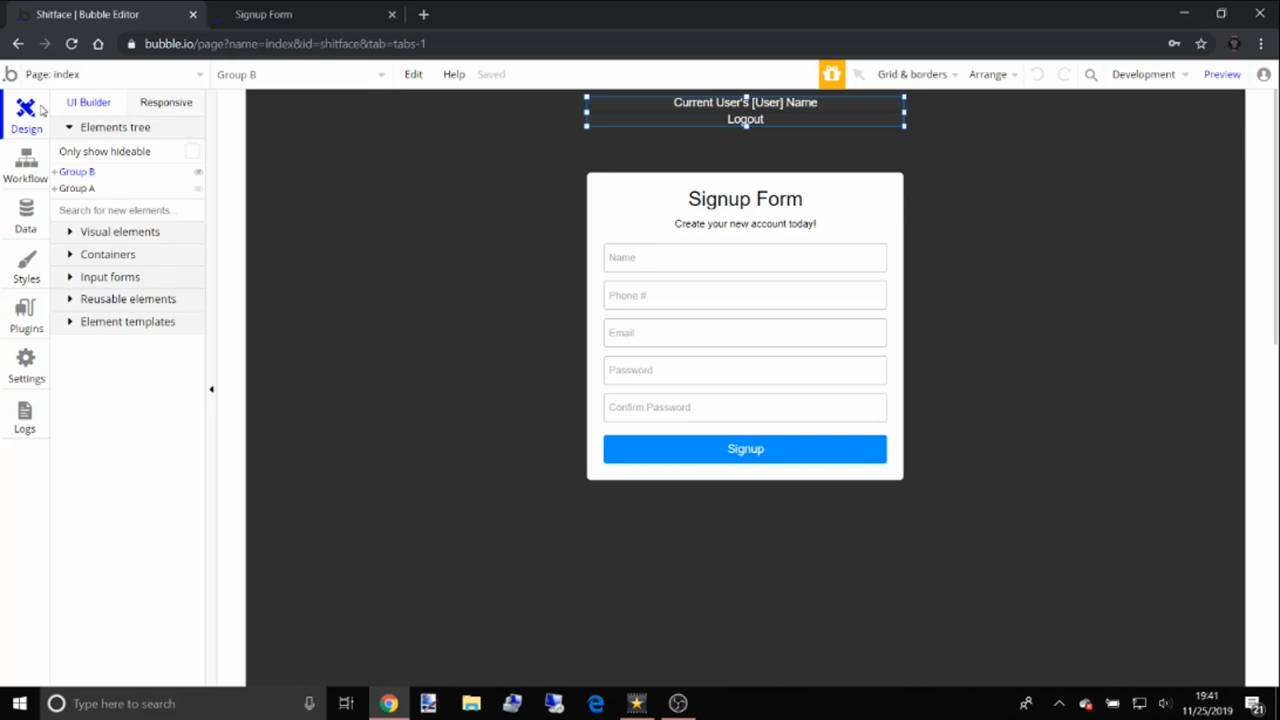 Shitface | Bubble Editor
Signup Form
bubble.io/page?name=index&id=shitface&tab=tabs-1
Page: index
Group B
Edit
Help
Saved
Grid & borders
Arrange
Development
Preview
Design
Workflow
Data
Styles
Plugins
Settings
Logs
UI Builder
Responsive
Elements tree
Only show hideable
Group B
Group A
Search for new elements...
Visual elements
Containers
Input forms
Reusable elements
Element templates
Current User's [User] Name
Logout
Signup Form
Create your new account today!
Name
Phone #
Email
Password
Confirm Password
Signup
Type here to search
19:41
11/25/2019
21